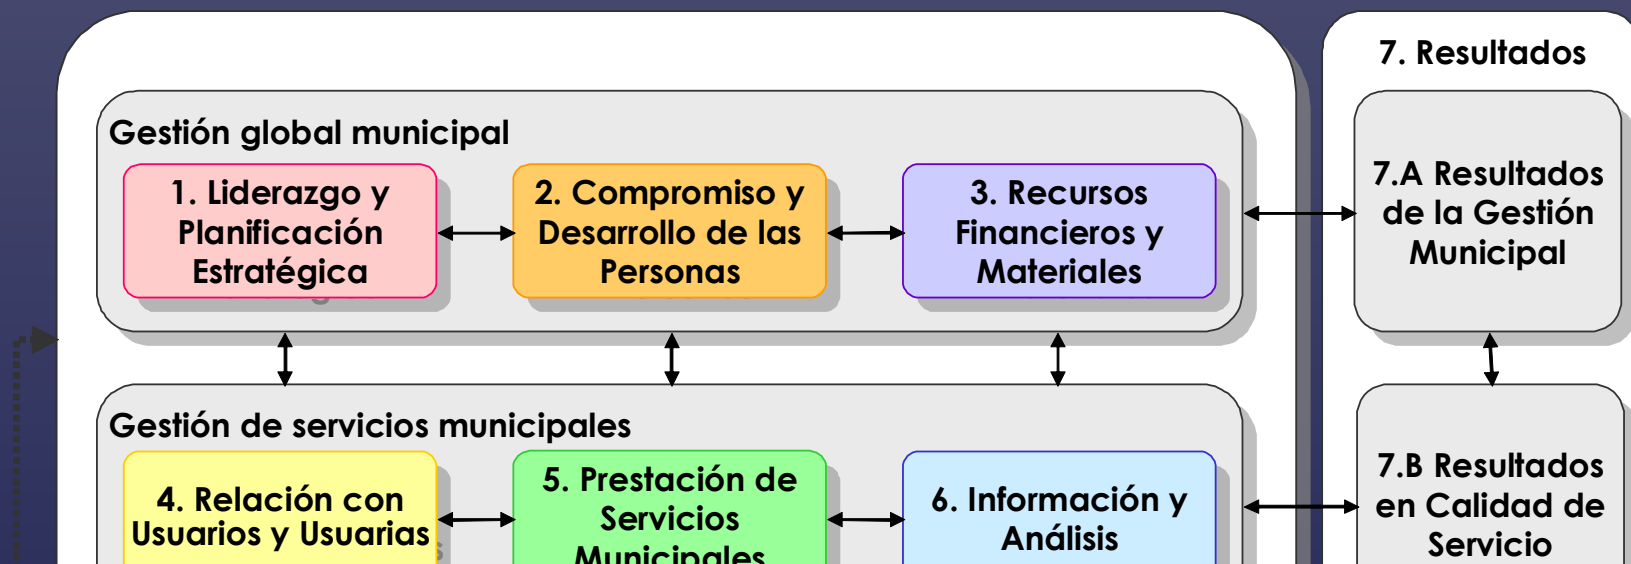 7. Resultados
Gestión global municipal
1. Liderazgo y
Planificación
Estratégica
2. Compromiso y
Desarrollo de las
Personas
3. Recursos
Financieros y
Materiales
7.A Resultados
de la Gestión
Municipal
Gestión de servicios municipales
4. Relación con
Usuarios y Usuarias
5. Prestación de
Servicios
Municipales
6. Información y
Análisis
7.B Resultados
en Calidad de
Servicio